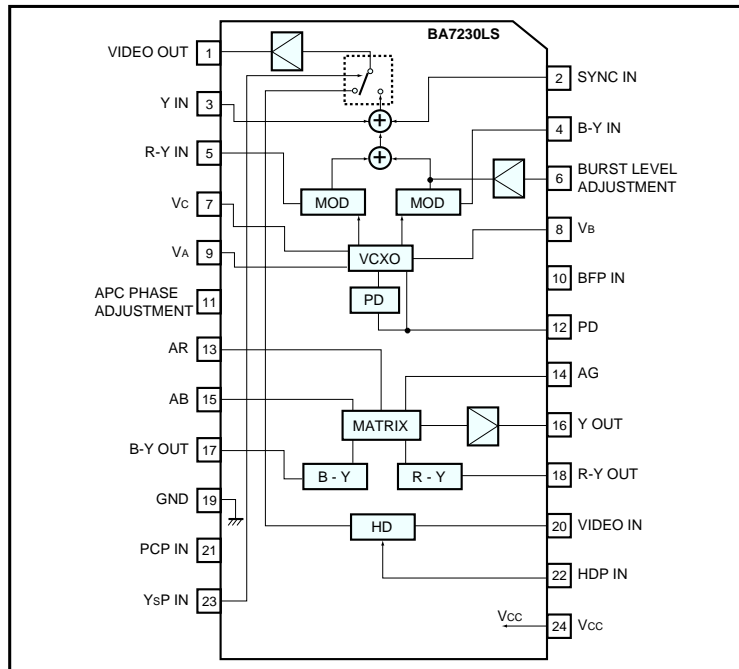 BA7230LS
VIDEO OUT 1
2 SYNC IN
Y IN 3
4 B-Y IN
R-Y IN 5
6 BURST LEVEL
ADJUSTMENT
MOD MOD
VC 7
8 VB
VA 9
VCXO
10 BFP IN
PD
APC PHASE
ADJUSTMENT 11
12 PD
AR 13
14 AG
AB 15
MATRIX
16 Y OUT
B-Y OUT 17
B - Y R - Y
18 R-Y OUT
GND 19
HD
20 VIDEO IN
PCP IN 21
22 HDP IN
YSP IN 23
VCC
24 VCC